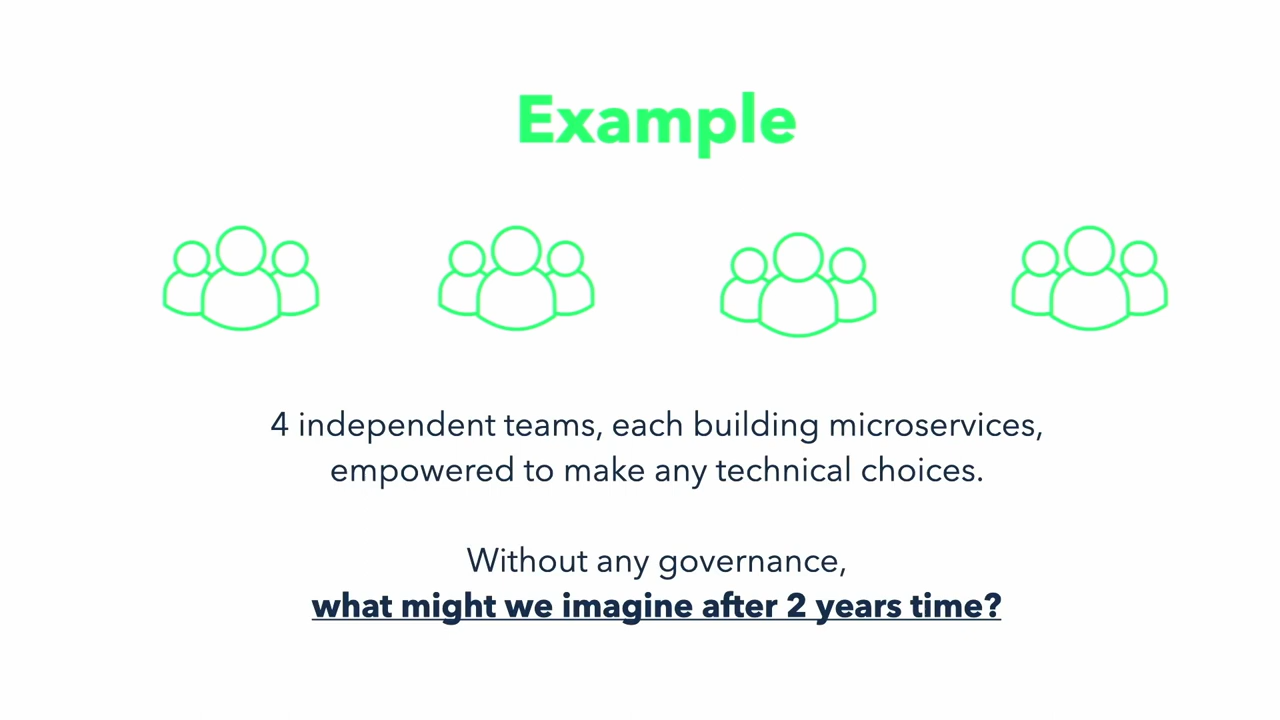 Example
4 independent teams, each building microservices,
empowered to make any technical choices.
Without any governance,
what might we imagine after 2 years time?